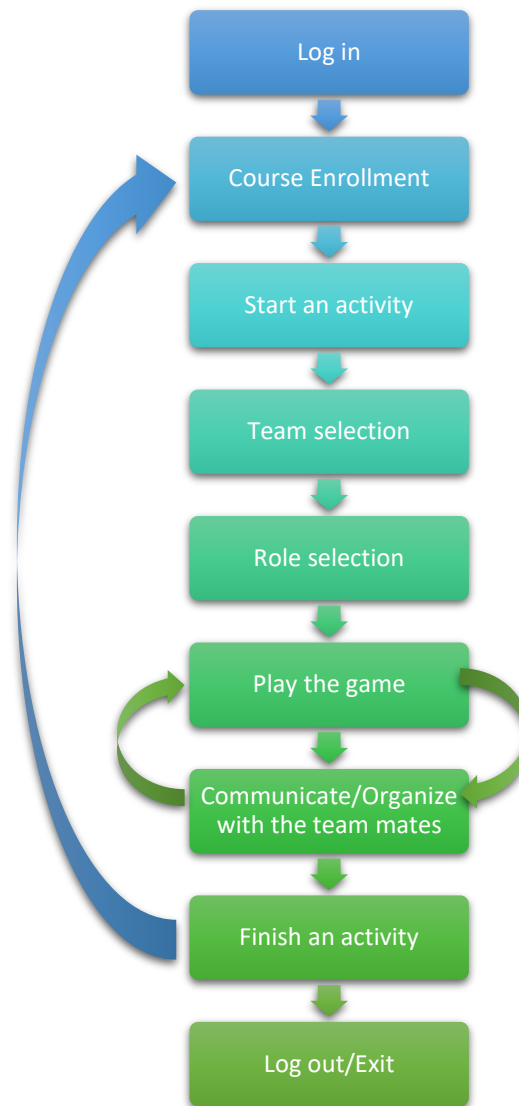 Log in
Course Enrollment
Start an activity
Team selection
Role selection
Play the game
Communicate/Organize
with the team mates
Finish an activity
Log out/Exit